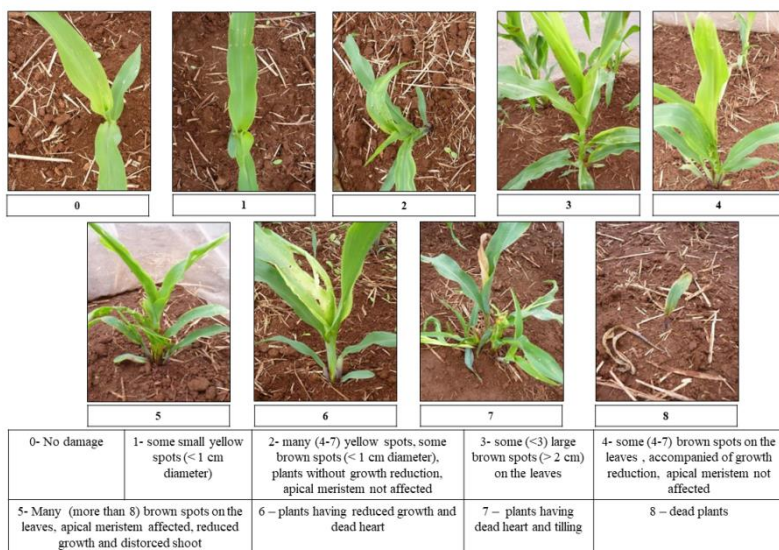 0
1
2
3
4
5
6
7
8
0- No damage
1- some small yellow
spots (< 1 cm
diameter)
2- many (4-7) yellow spots, some
brown spots (< 1 cm diameter),
plants without growth reduction,
apical meristem not affected
3- some (<3) large
brown spots (> 2 cm)
on the leaves
4- some (4-7) brown spots on the
leaves , accompanied of growth
reduction, apical meristem not
affected
5- Many (more than 8) brown spots on the
leaves, apical meristem affected, reduced
growth and distorced shoot
6 – plants having reduced growth and
dead heart
7 – plants having
dead heart and tilling
8 – dead plants